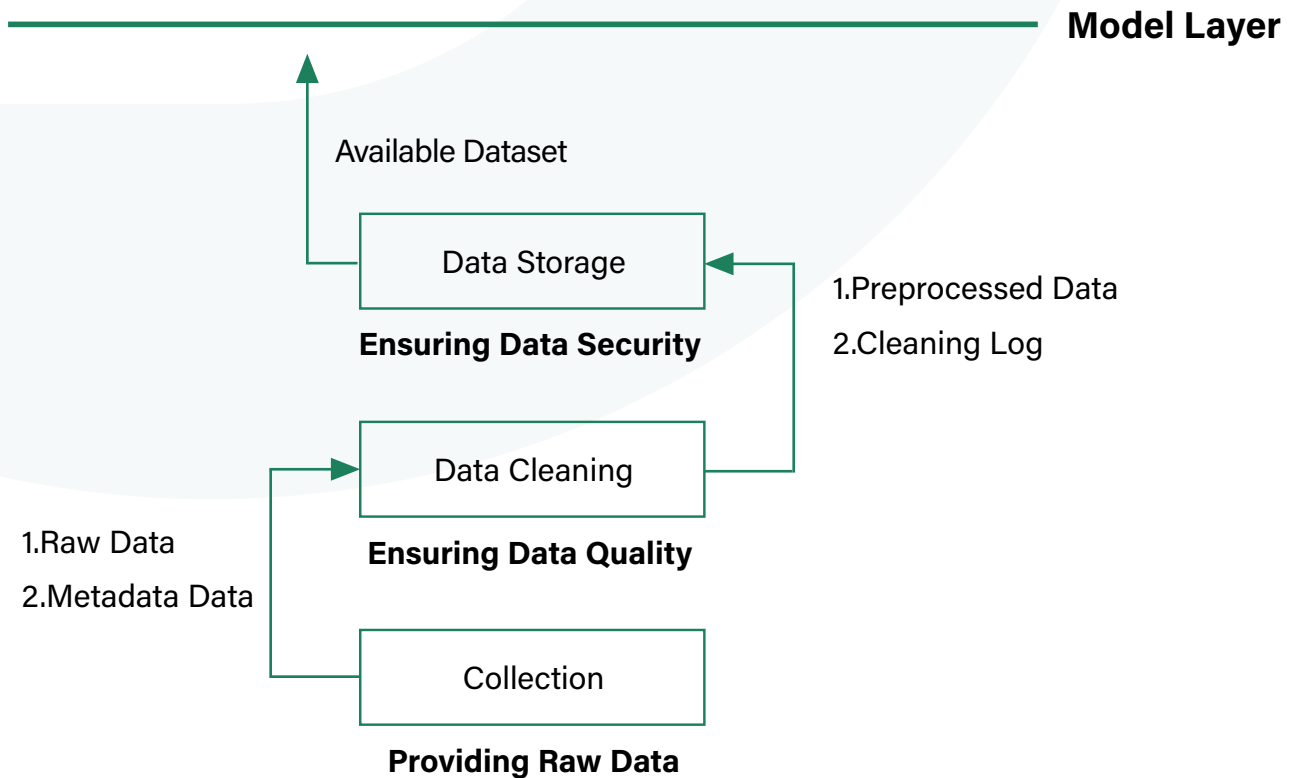 Model Layer
Available Dataset
Data Storage
Ensuring Data Security
1.Preprocessed Data
2.Cleaning Log
Data Cleaning
Ensuring Data Quality
1.Raw Data
2.Metadata Data
Collection
Providing Raw Data